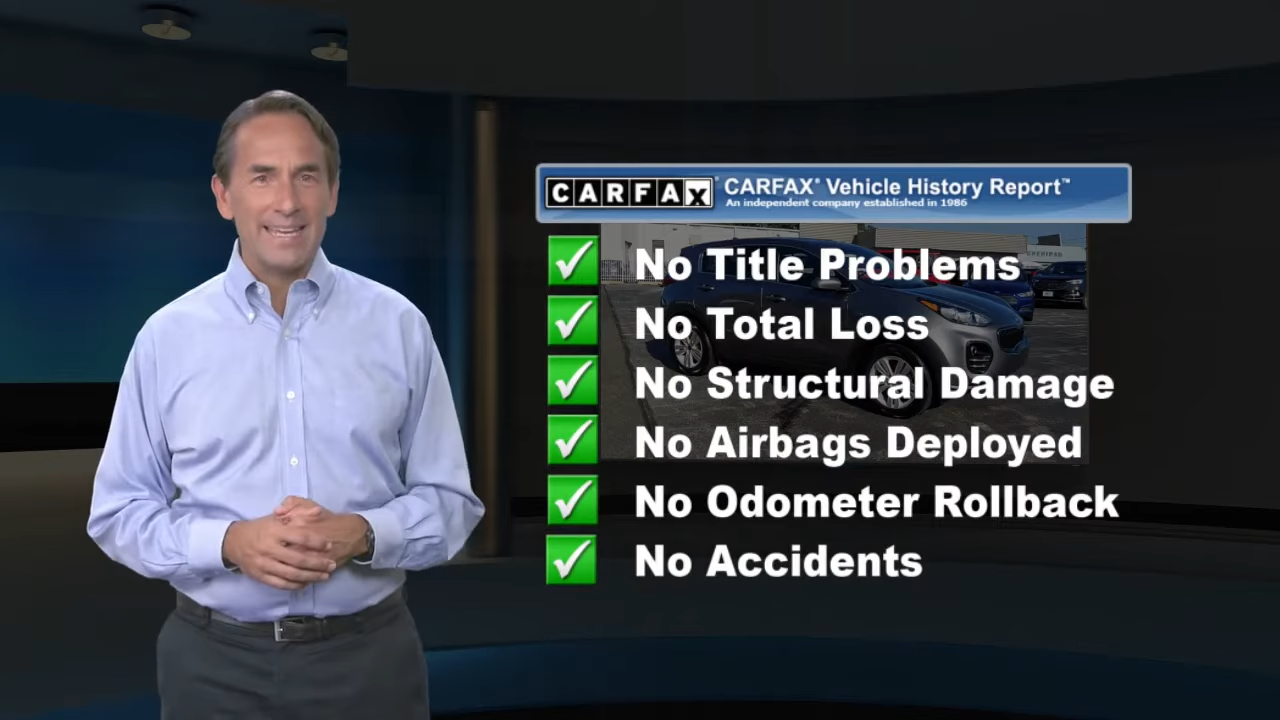 CARFAX
CARFAX® Vehicle History Report™
An independent company established in 1986
No Title Problems
No Total Loss
No Structural Damage
No Airbags Deployed
No Odometer Rollback
No Accidents